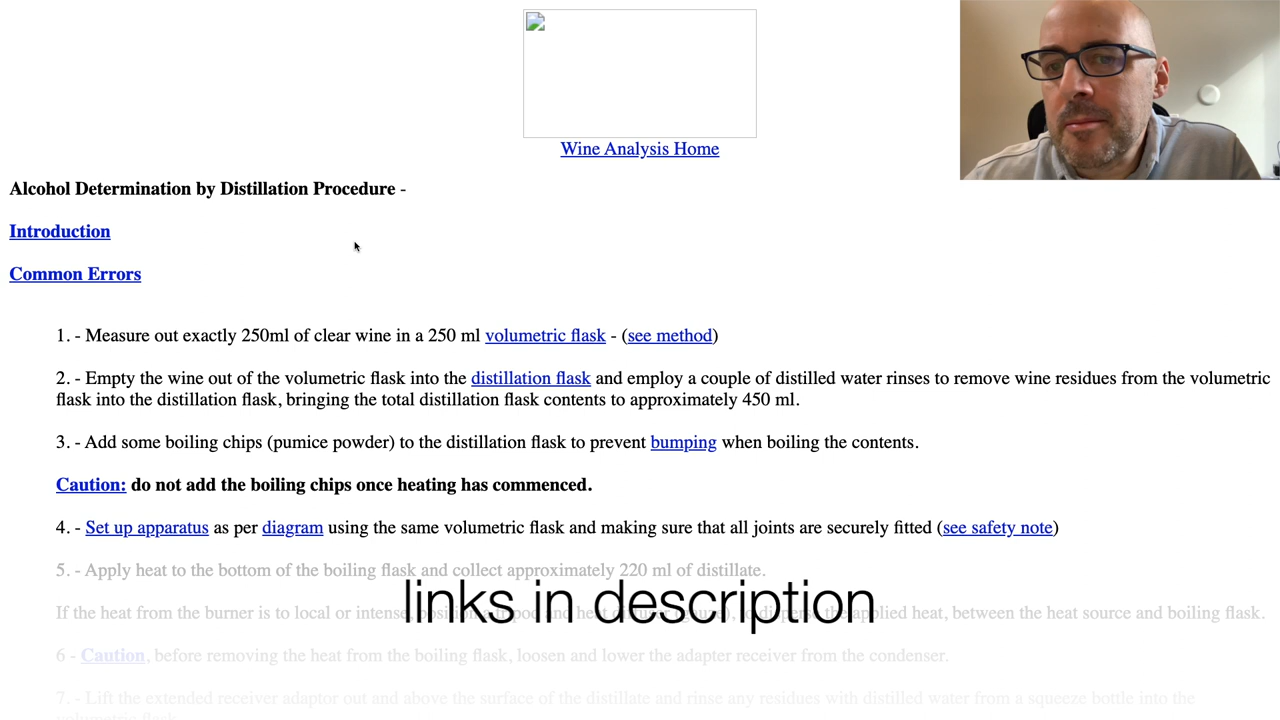 Wine Analysis Home
Alcohol Determination by Distillation Procedure -
Introduction
Common Errors
1. - Measure out exactly 250ml of clear wine in a 250 ml volumetric flask - (see method)
2. - Empty the wine out of the volumetric flask into the distillation flask and employ a couple of distilled water rinses to remove wine residues from the volumetric
flask into the distillation flask, bringing the total distillation flask contents to approximately 450 ml.
3. - Add some boiling chips (pumice powder) to the distillation flask to prevent bumping when boiling the contents.
Caution: do not add the boiling chips once heating has commenced.
4. - Set up apparatus as per diagram using the same volumetric flask and making sure that all joints are securely fitted (see safety note)
5. - Apply heat to the bottom of the boiling flask and collect approximately 220 ml of distillate.
links in description
If the heat from the burner is to local or intense, applied heat, between the heat source and boiling flask.
6 - Caution, before removing the heat from the boiling flask, loosen and lower the adapter receiver from the condenser.
7. - Lift the extended receiver adaptor out and above the surface of the distillate and rinse any residues with distilled water from a squeeze bottle into the
volumetric flask